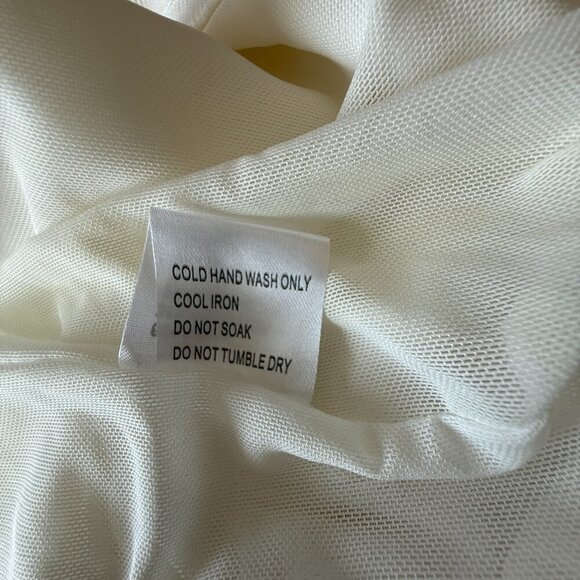 COLD HAND WASH ONLY
COOL IRON
DO NOT SOAK
DO NOT TUMBLE DRY